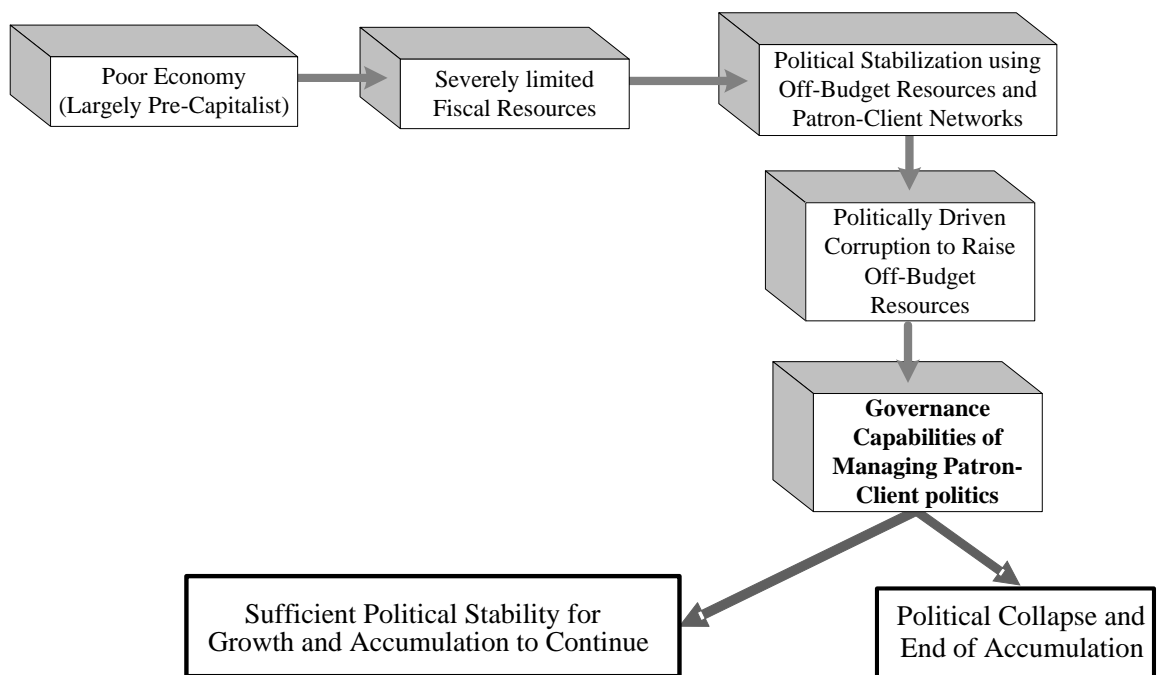 Poor Economy
(Largely Pre-Capitalist)
Severely limited
Fiscal Resources
Political Stabilization using
Off-Budget Resources and
Patron-Client Networks
Politically Driven
Corruption to Raise
Off-Budget
Resources
Governance
Capabilities of
Managing Patron-
Client politics
Sufficient Political Stability for
Growth and Accumulation to Continue
Political Collapse and
End of Accumulation